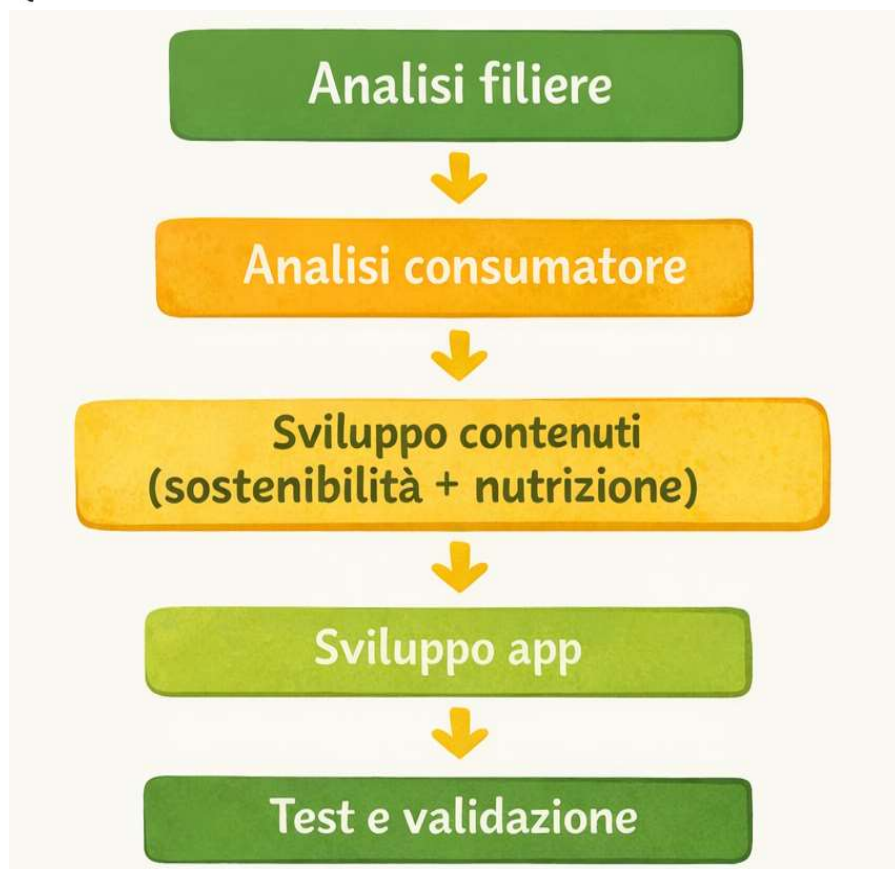 Analisi filiere
Analisi consumatore
Sviluppo contenuti
(sostenibilità + nutrizione)
Sviluppo app
Test e validazione